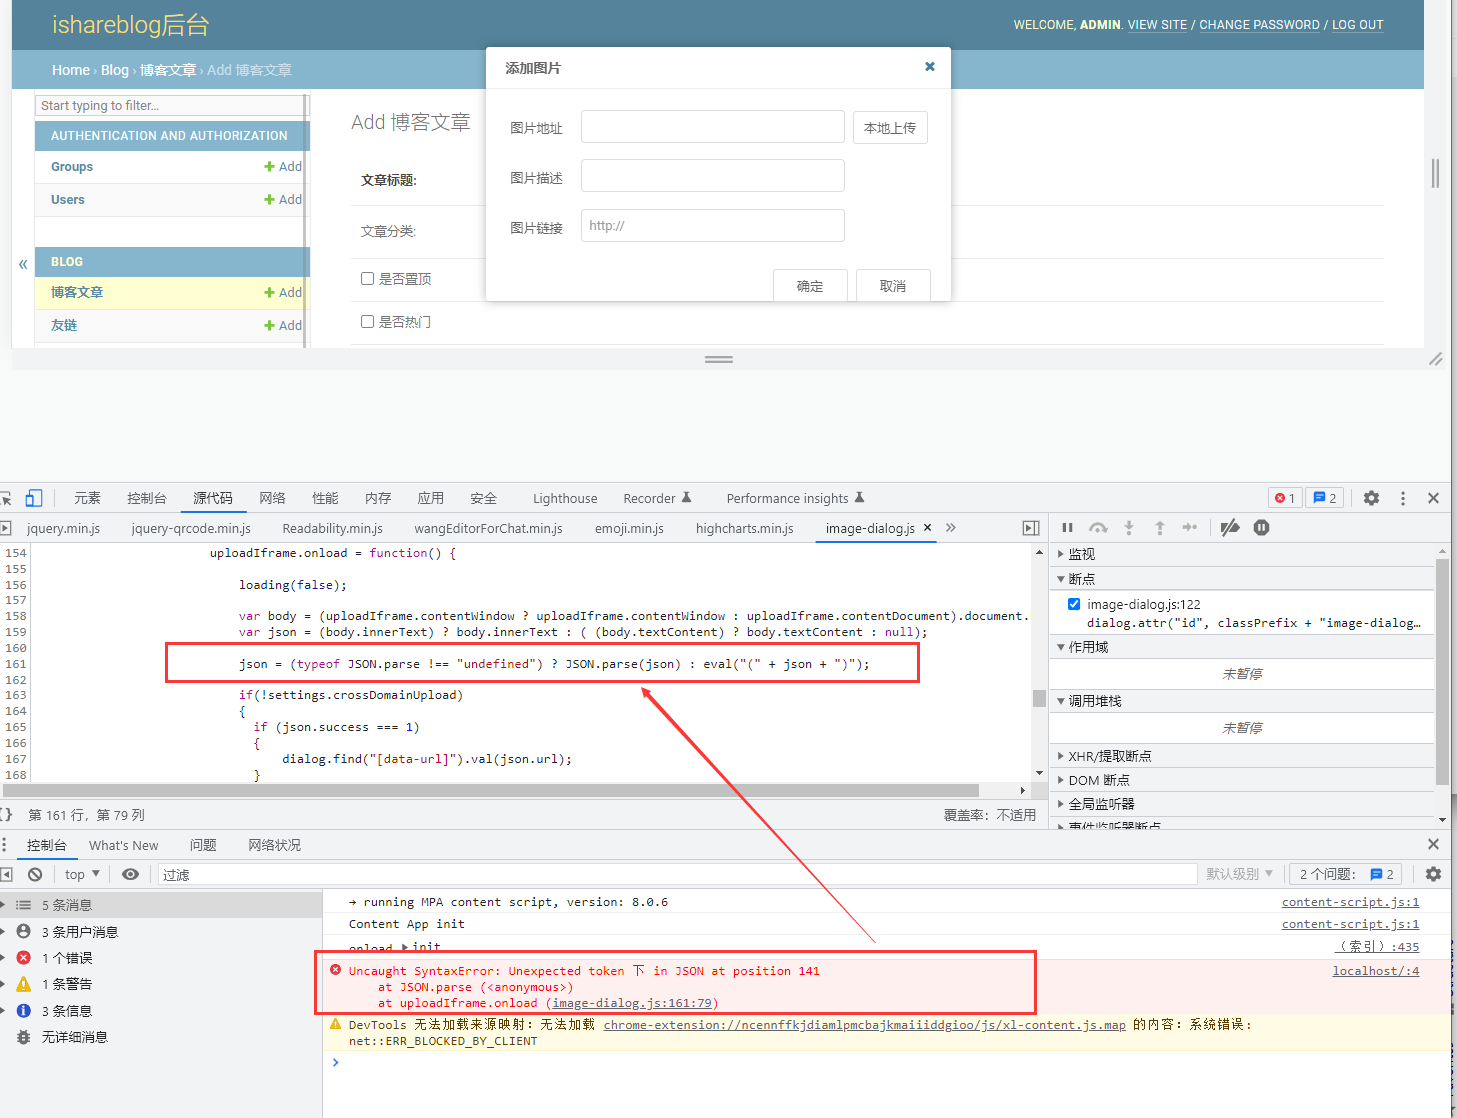 ishareblog后台
WELCOME, ADMIN. VIEW SITE / CHANGE PASSWORD / LOG OUT
Home › Blog › 博客文章 › Add 博客文章
添加图片
Start typing to filter...
AUTHENTICATION AND AUTHORIZATION
Groups
Add
Users
Add
BLOG
«
博客文章
Add
友链
Add
Add 博客文章
文章标题:
文章分类:
是否置顶
是否热门
图片地址
本地上传
图片描述
图片链接
http://
确定
取消
元素 控制台 源代码 网络 性能 内存 应用 安全 Lighthouse Recorder Performance insights
1
2
jquery.min.js jquery-qrcode.min.js Readability.min.js wangEditorForChat.min.js emoji.min.js highcharts.min.js image-dialog.js
154 uploadIframe.onload = function() {
155
156 loading(false);
157
158 var body = (uploadIframe.contentWindow ? uploadIframe.contentWindow : uploadIframe.contentDocument).document.
159 var json = (body.innerText) ? body.innerText : ( (body.textContent) ? body.textContent : null);
160
161 json = (typeof JSON.parse !== "undefined") ? JSON.parse(json) : eval("(" + json + ")");
162
163 if(!settings.crossDomainUpload)
164 {
165 if (json.success === 1)
166 {
167 dialog.find("[data-url]").val(json.url);
168 }
监视
断点
image-dialog.js:122
dialog.attr("id", classPrefix + "image-dialog…
作用域
未暂停
调用堆栈
未暂停
XHR/提取断点
DOM 断点
全局监听器
事件监听器断点
{} 第 161 行，第 79 列
覆盖率：不适用
控制台 What's New 问题 网络状况
top
过滤
默认级别
2 个问题:
2
5 条消息
3 条用户消息
1 个错误
1 条警告
3 条信息
无详细消息
→ running MPA content script, version: 8.0.6
content-script.js:1
Content App init
content-script.js:1
onload init
(索引):435
Uncaught SyntaxError: Unexpected token 下 in JSON at position 141
localhost/:4
at JSON.parse (<anonymous>)
at uploadIframe.onload (image-dialog.js:161:79)
DevTools 无法加载来源映射：无法加载 chrome-extension://ncennffkjdiamlpmcbajkmaiiiddgioo/js/xl-content.js.map 的内容：系统错误:
net::ERR_BLOCKED_BY_CLIENT